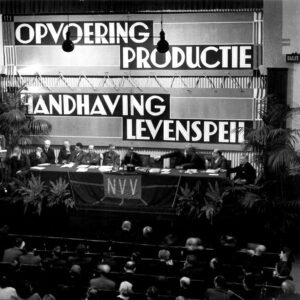 OPVOERING
PRODUCTIE
HANDHAVING
LEVENSPEIL
NVV